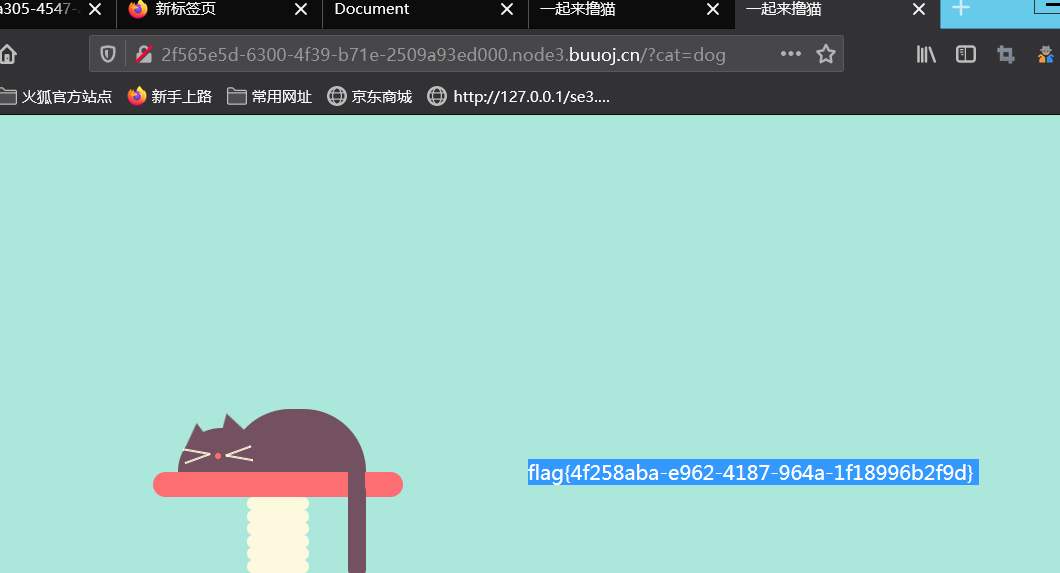 a305-4547-
新标签页
Document
一起来撸猫
一起来撸猫
2f565e5d-6300-4f39-b71e-2509a93ed000.node3.buuoj.cn/?cat=dog
火狐官方站点 新手上路 常用网址 京东商城 http://127.0.0.1/se3....
flag{4f258aba-e962-4187-964a-1f18996b2f9d}